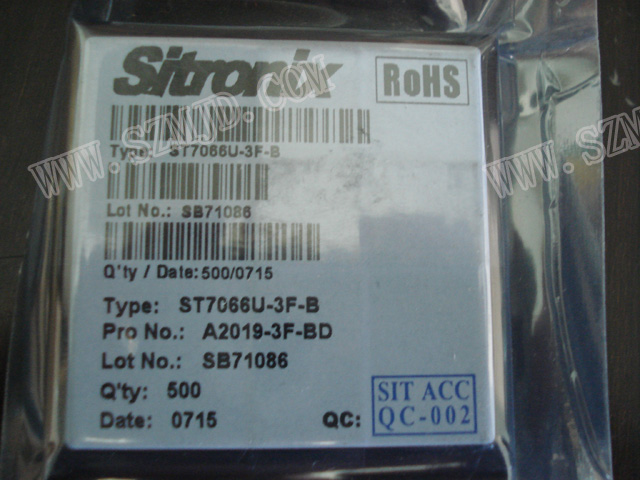 Sitronix
RoHS
Type: ST7066U-3F-B
Lot No.: SB71086
Q'ty / Date: 500/0715
Type: ST7066U-3F-B
Pro No.: A2019-3F-BD
Lot No.: SB71086
Q'ty: 500
Date: 0715
QC:
SIT ACC
QC-002
WWW.SZMJD.COM
WWW.SZM